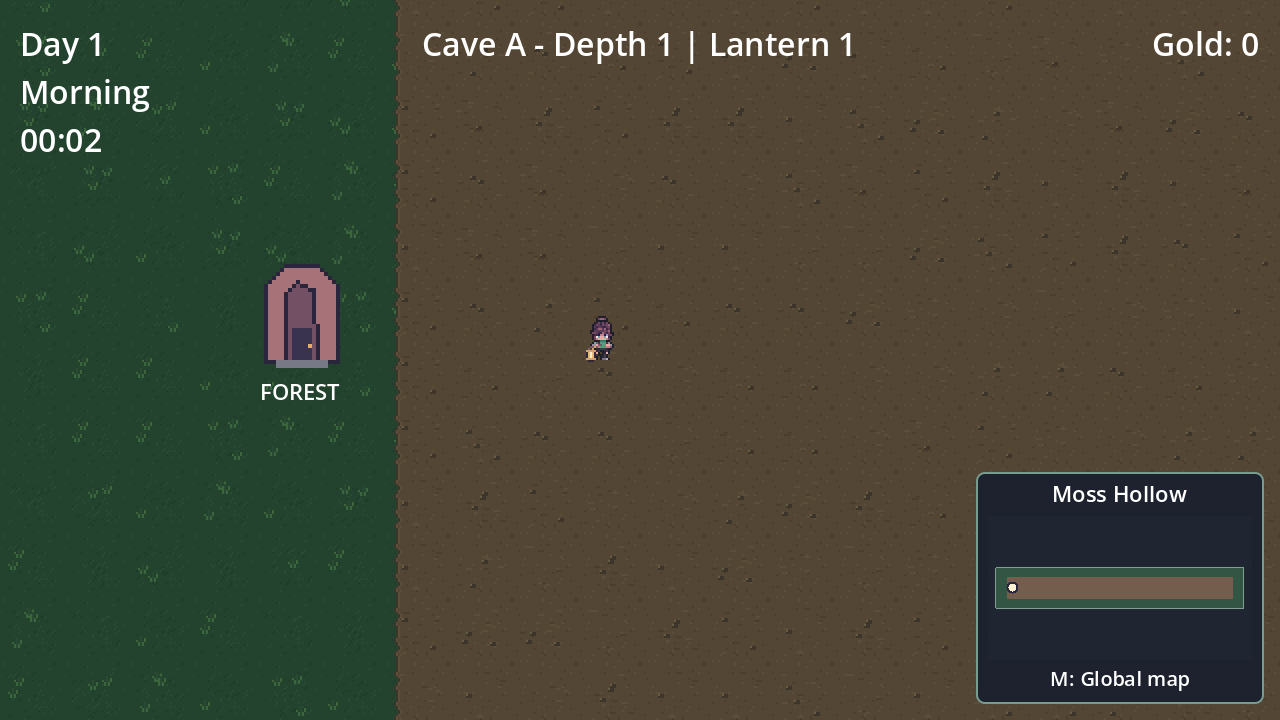 Day 1
Morning
00:02
Cave A - Depth 1 | Lantern 1
Gold: 0
FOREST
Moss Hollow
M: Global map